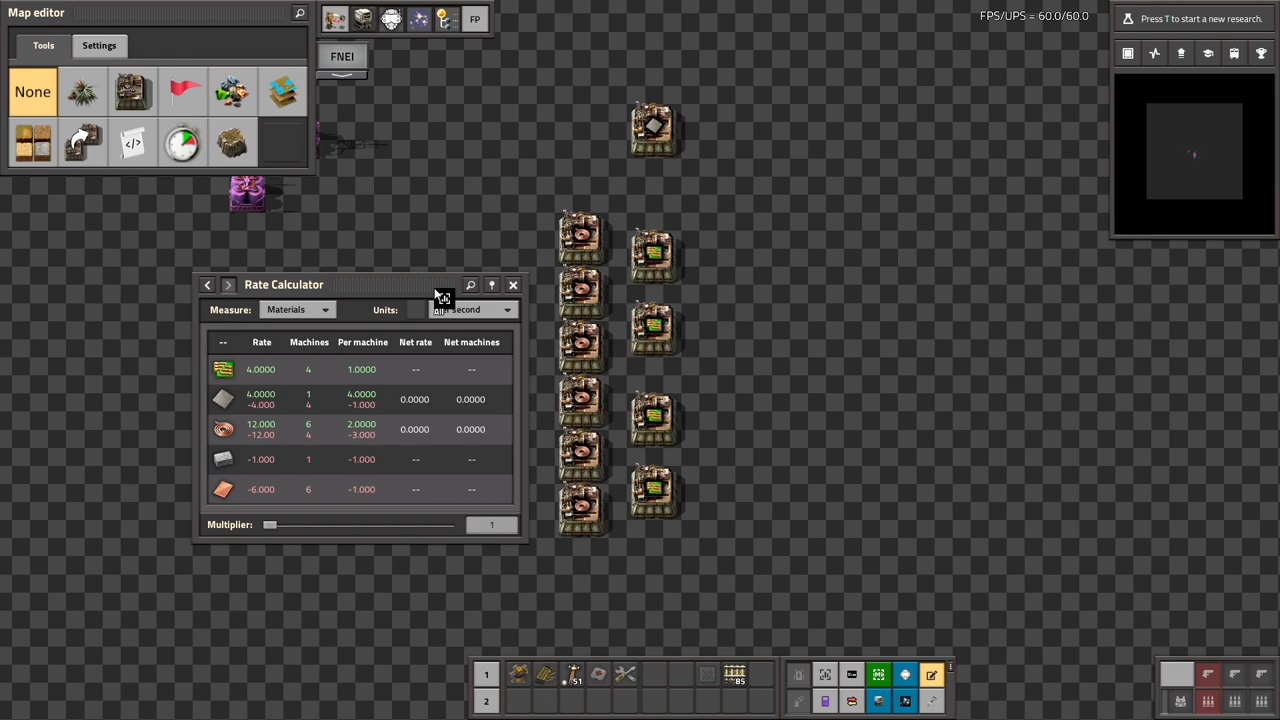 Map editor
FP
FPS/UPS = 60.0/60.0
Press T to start a new research.
Tools
Settings
FNEI
None
</>
Rate Calculator
Measure:
Materials
Units:
second
--
Rate
Machines
Per machine
Net rate
Net machines
4.0000
4
1.0000
--
--
4.0000
1
4.0000
0.0000
0.0000
-4.000
4
-1.000
12.000
6
2.0000
0.0000
0.0000
-12.00
4
-3.000
-1.000
1
-1.000
--
--
-6.000
6
-1.000
--
--
Multiplier:
1
1
51
85
2